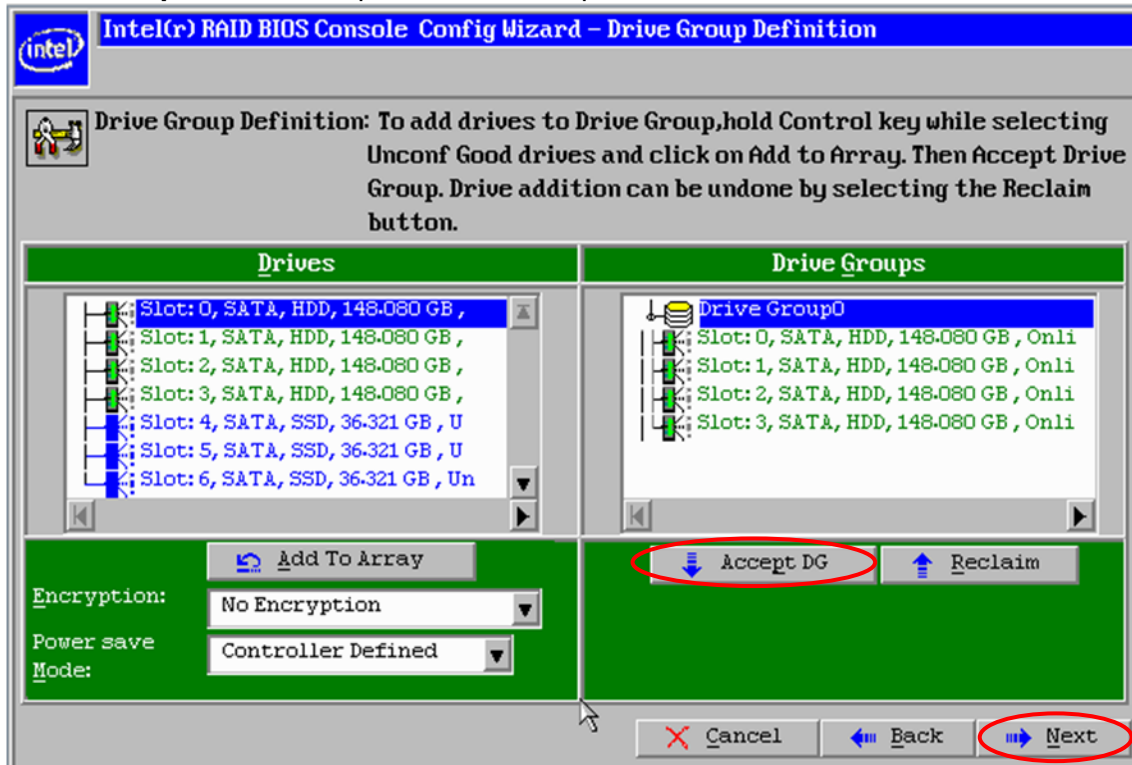 intel
Intel(r) RAID BIOS Console Config Wizard – Drive Group Definition
Drive Group Definition: To add drives to Drive Group,hold Control key while selecting
Unconf Good drives and click on Add to Array. Then Accept Drive
Group. Drive addition can be undone by selecting the Reclaim
button.
Drives
Slot: 0, SATA, HDD, 148.080 GB ,
Slot: 1, SATA, HDD, 148.080 GB ,
Slot: 2, SATA, HDD, 148.080 GB ,
Slot: 3, SATA, HDD, 148.080 GB ,
Slot: 4, SATA, SSD, 36.321 GB , U
Slot: 5, SATA, SSD, 36.321 GB , U
Slot: 6, SATA, SSD, 36.321 GB , Un
Add To Array
Encryption:
No Encryption
Power save
Mode:
Controller Defined
Drive Groups
Drive Group0
Slot: 0, SATA, HDD, 148.080 GB , Onli
Slot: 1, SATA, HDD, 148.080 GB , Onli
Slot: 2, SATA, HDD, 148.080 GB , Onli
Slot: 3, SATA, HDD, 148.080 GB , Onli
Accept DG
Reclaim
Cancel
Back
Next